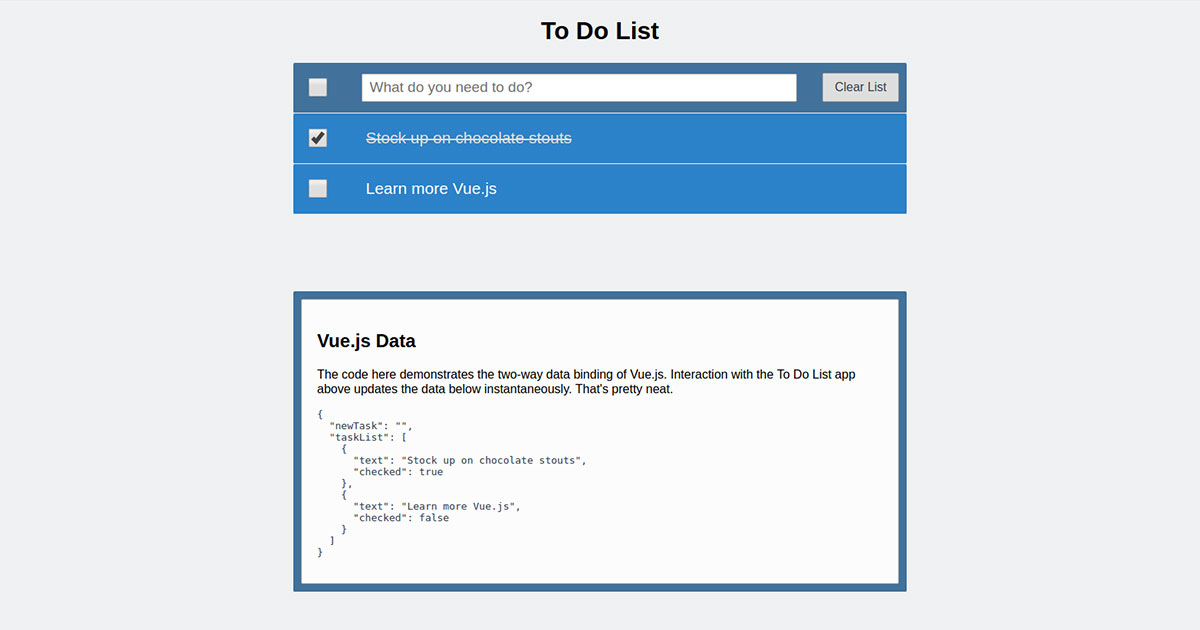 To Do List
What do you need to do?
Clear List
Stock up on chocolate stouts
Learn more Vue.js
Vue.js Data
The code here demonstrates the two-way data binding of Vue.js. Interaction with the To Do List app
above updates the data below instantaneously. That's pretty neat.
{
  "newTask": "",
  "taskList": [
    {
      "text": "Stock up on chocolate stouts",
      "checked": true
    },
    {
      "text": "Learn more Vue.js",
      "checked": false
    }
  ]
}